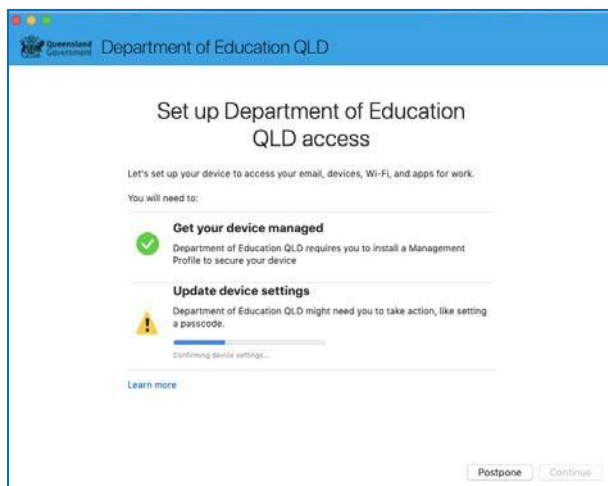 Queensland
Government
Department of Education QLD
Set up Department of Education
QLD access
Let's set up your device to access your email, devices, Wi-Fi, and apps for work.
You will need to:
Get your device managed
Department of Education QLD requires you to install a Management
Profile to secure your device
Update device settings
Department of Education QLD might need you to take action, like setting
a passcode.
Confirming device settings...
Learn more
Postpone
Continue